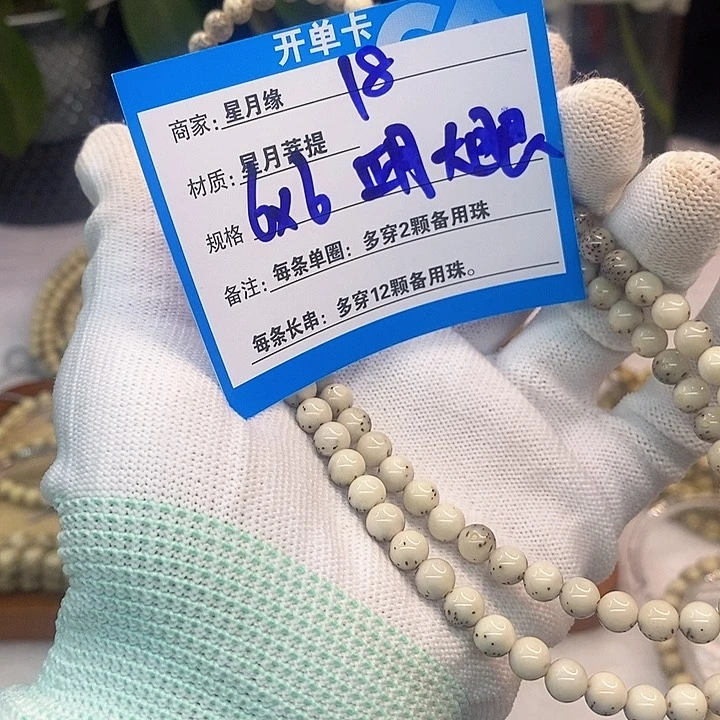 开单卡
18
商家：星月缘
材质：星月菩提
规格 6x6
备注：每条单圈：多穿2颗备用珠
每条长串：多穿12颗备用珠。